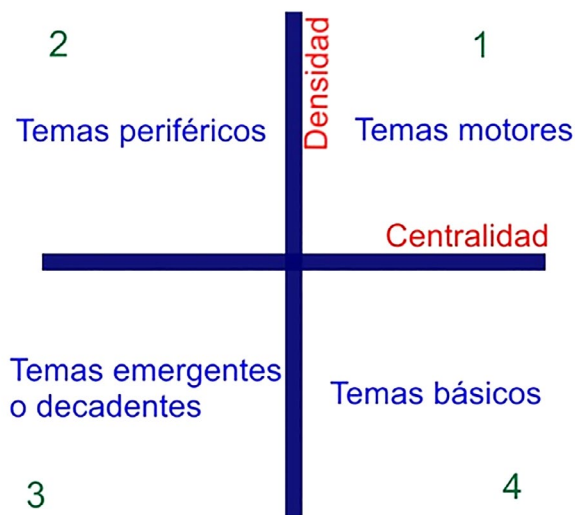 2
1
Densidad
Temas periféricos
Temas motores
Centralidad
Temas emergentes
o decadentes
Temas básicos
3
4